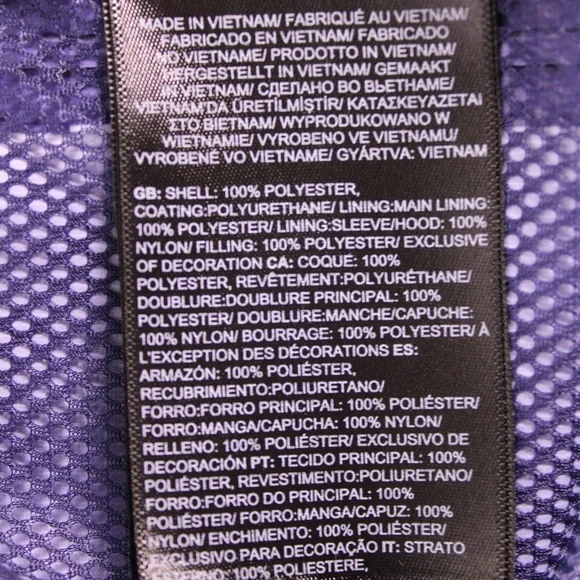 MADE IN VIETNAM/ FABRIQUÉ AU VIETNAM/
FABRICADO EN VIETNAM/ FABRICADO
NO VIETNAME/ PRODOTTO IN VIETNAM/
HERGESTELLT IN VIETNAM/ GEMAAKT
IN VIETNAM/ СДЕЛАНО ВО ВЬЕТНАМЕ/
VIETNAM'DA ÜRETİLMİŞTİR/ ΚΑΤΑΣΚΕΥΑΖΕΤΑΙ
ΣΤΟ ΒΙΕΤΝΑΜ/ WYPRODUKOWANO W
WIETNAMIE/ VYROBENO VE VIETNAMU/
VYROBENÉ VO VIETNAME/ GYÁRTVA: VIETNAM
GB: SHELL: 100% POLYESTER,
COATING:POLYURETHANE/ LINING:MAIN LINING:
100% POLYESTER/ LINING:SLEEVE/HOOD: 100%
NYLON/ FILLING: 100% POLYESTER/ EXCLUSIVE
OF DECORATION CA: COQUE: 100%
POLYESTER, REVÊTEMENT:POLYURÉTHANE/
DOUBLURE:DOUBLURE PRINCIPAL: 100%
POLYESTER/ DOUBLURE:MANCHE/CAPUCHE:
100% NYLON/ BOURRAGE: 100% POLYESTER/ À
L'EXCEPTION DES DÉCORATIONS ES:
ARMAZÓN: 100% POLIÉSTER,
RECUBRIMIENTO:POLIURETANO/
FORRO:FORRO PRINCIPAL: 100% POLIÉSTER/
FORRO:MANGA/CAPUCHA: 100% NYLON/
RELLENO: 100% POLIÉSTER/ EXCLUSIVO DE
DECORACIÓN PT: TECIDO PRINCIPAL: 100%
POLIÉSTER, REVESTIMENTO:POLIURETANO/
FORRO:FORRO DO PRINCIPAL: 100%
POLIÉSTER/ FORRO:MANGA/CAPUZ: 100%
NYLON/ ENCHIMENTO: 100% POLIÉSTER/
EXCLUSIVO PARA DECORAÇÃO IT: STRATO
ESTERNO: 100% POLIESTERE,